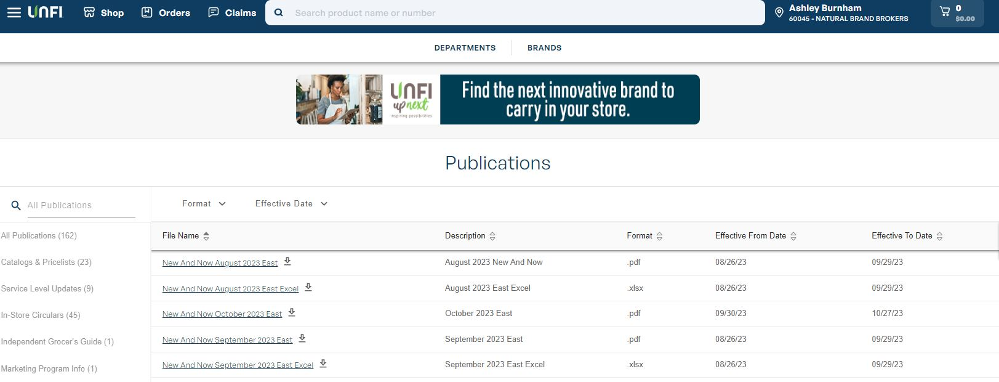 UNFI Shop Orders Claims Search product name or number Ashley Burnham 0
60045 - NATURAL BRAND BROKERS $0.00
DEPARTMENTS BRANDS
UNFI
up next
inspiring possibilities
Find the next innovative brand to
carry in your store.
Publications
All Publications
Format Effective Date
All Publications (162)
Catalogs & Pricelists (23)
Service Level Updates (9)
In-Store Circulars (45)
Independent Grocer's Guide (1)
Marketing Program Info (1)
File Name Description Format Effective From Date Effective To Date
New And Now August 2023 East August 2023 New And Now .pdf 08/26/23 09/29/23
New And Now August 2023 East Excel August 2023 East Excel .xlsx 08/26/23 09/29/23
New And Now October 2023 East October 2023 East .pdf 09/30/23 10/27/23
New And Now September 2023 East September 2023 East .pdf 08/26/23 09/29/23
New And Now September 2023 East Excel September 2023 East Excel .xlsx 08/26/23 09/29/23